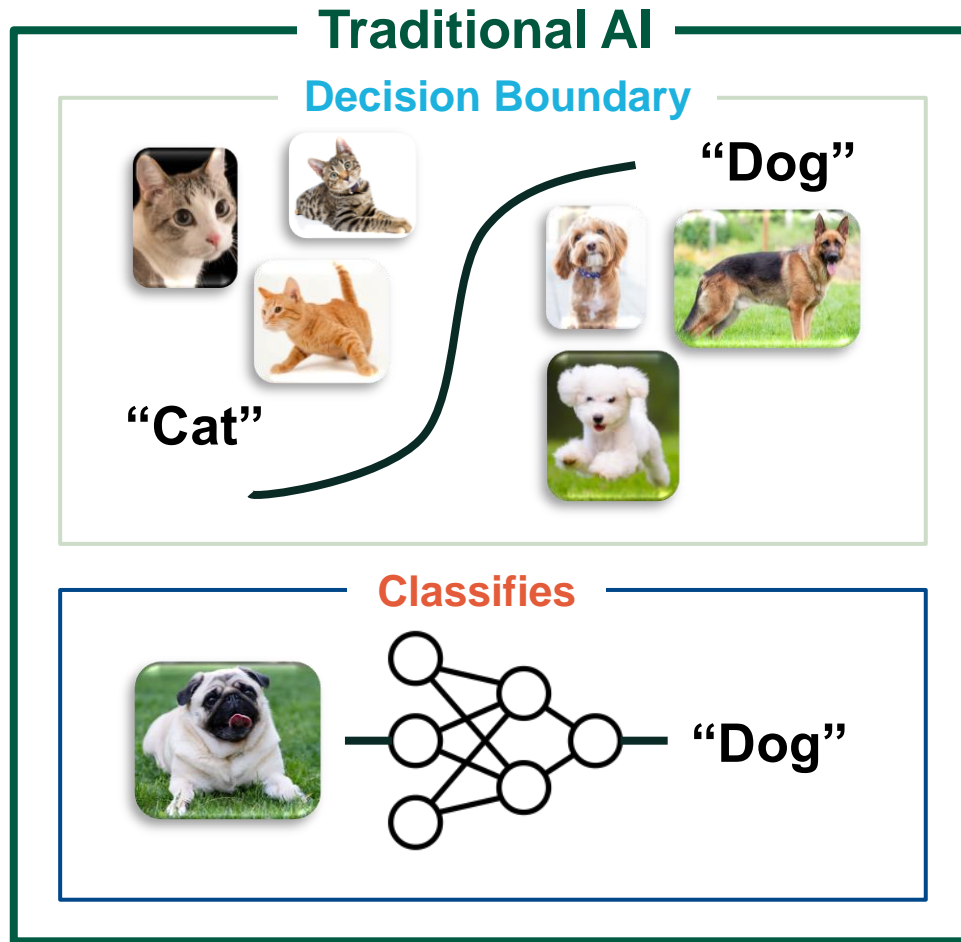 Traditional AI
Decision Boundary
“Dog”
“Cat”
Classifies
“Dog”